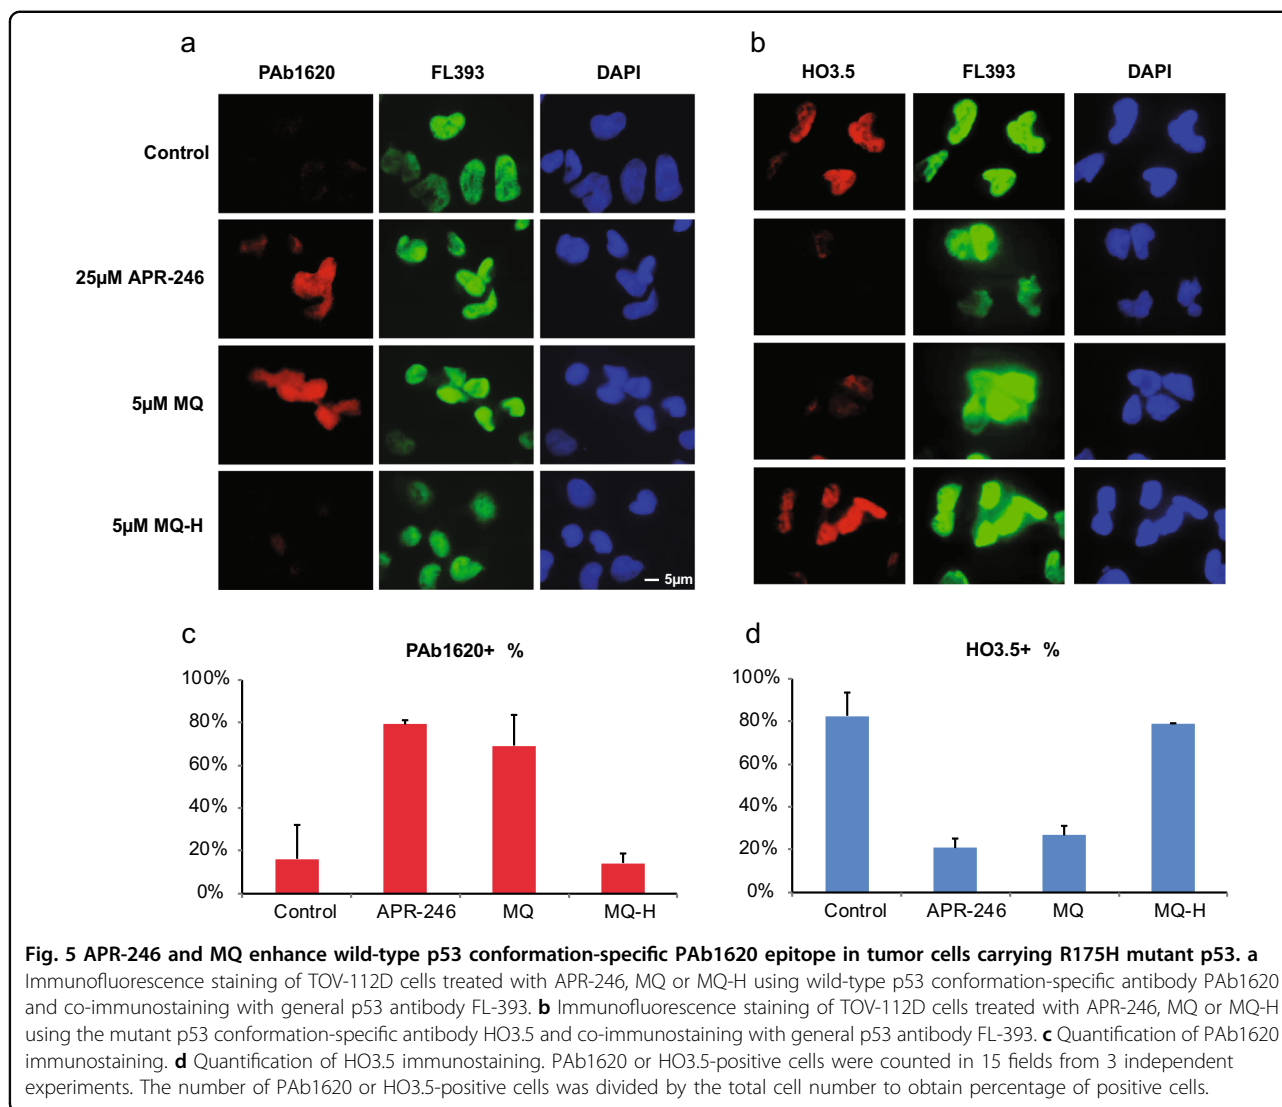 a
PAb1620 FL393 DAPI
Control
25µM APR-246
5µM MQ
5µM MQ-H
5µm
b
HO3.5 FL393 DAPI
c
PAb1620+ %
100%
80%
60%
40%
20%
0%
Control APR-246 MQ MQ-H
d
HO3.5+ %
100%
80%
60%
40%
20%
0%
Control APR-246 MQ MQ-H
Fig. 5 APR-246 and MQ enhance wild-type p53 conformation-specific PAb1620 epitope in tumor cells carrying R175H mutant p53. a
Immunofluorescence staining of TOV-112D cells treated with APR-246, MQ or MQ-H using wild-type p53 conformation-specific antibody PAb1620
and co-immunostaining with general p53 antibody FL-393. b Immunofluorescence staining of TOV-112D cells treated with APR-246, MQ or MQ-H
using the mutant p53 conformation-specific antibody HO3.5 and co-immunostaining with general p53 antibody FL-393. c Quantification of PAb1620
immunostaining. d Quantification of HO3.5 immunostaining. PAb1620 or HO3.5-positive cells were counted in 15 fields from 3 independent
experiments. The number of PAb1620 or HO3.5-positive cells was divided by the total cell number to obtain percentage of positive cells.